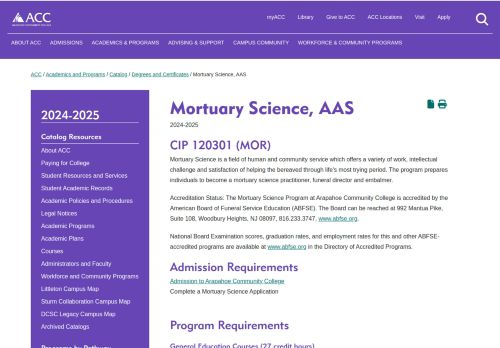 ACC
myACC Library Give to ACC ACC Locations Visit Apply
ABOUT ACC ADMISSIONS ACADEMICS & PROGRAMS ADVISING & SUPPORT CAMPUS COMMUNITY WORKFORCE & COMMUNITY PROGRAMS
ACC / Academics and Programs / Catalog / Degrees and Certificates / Mortuary Science, AAS
2024-2025
Catalog Resources
About ACC
Paying for College
Student Resources and Services
Student Academic Records
Academic Policies and Procedures
Legal Notices
Academic Programs
Academic Plans
Courses
Administrators and Faculty
Workforce and Community Programs
Littleton Campus Map
Sturm Collaboration Campus Map
DCSC Legacy Campus Map
Archived Catalogs
Programs by Pathway
Mortuary Science, AAS
2024-2025
CIP 120301 (MOR)
Mortuary Science is a field of human and community service which offers a variety of work, intellectual
challenge and satisfaction of helping the bereaved through life's most trying period. The program prepares
individuals to become a mortuary science practitioner, funeral director and embalmer.
Accreditation Status: The Mortuary Science Program at Arapahoe Community College is accredited by the
American Board of Funeral Service Education (ABFSE). The Board can be reached at 992 Mantua Pike,
Suite 108, Woodbury Heights, NJ 08097, 816.233.3747, www.abfse.org.
National Board Examination scores, graduation rates, and employment rates for this and other ABFSE-
accredited programs are available at www.abfse.org in the Directory of Accredited Programs.
Admission Requirements
Admission to Arapahoe Community College
Complete a Mortuary Science Application
Program Requirements
General Education Courses (27 credit hours)